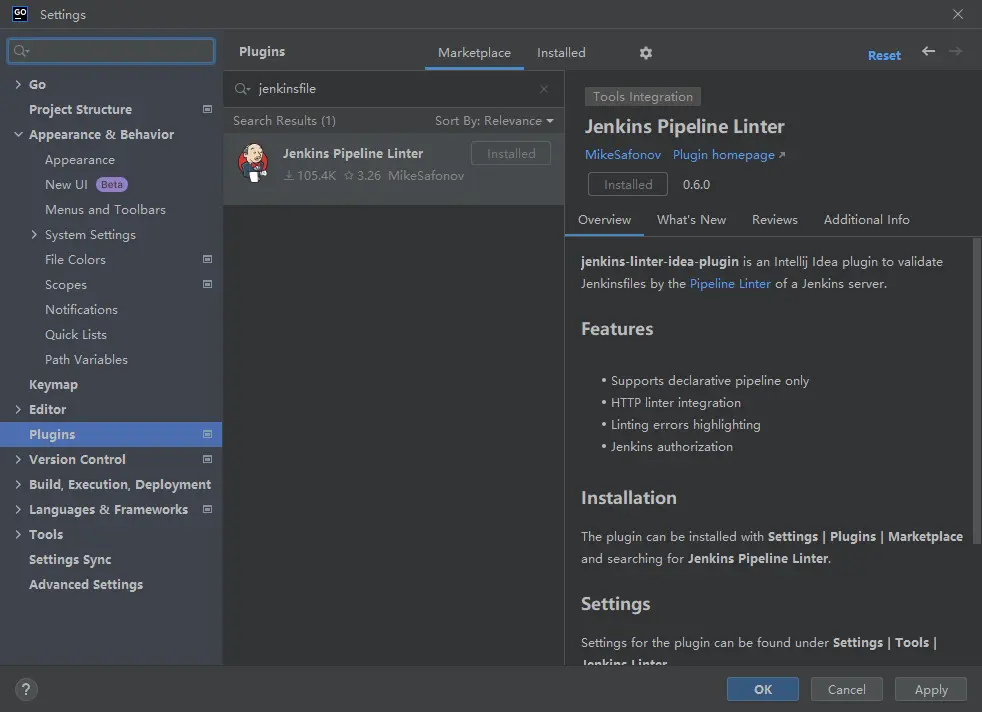 GO Settings
Plugins Marketplace Installed Reset
Go
Project Structure
Appearance & Behavior
Appearance
New UI Beta
Menus and Toolbars
System Settings
File Colors
Scopes
Notifications
Quick Lists
Path Variables
Keymap
Editor
Plugins
Version Control
Build, Execution, Deployment
Languages & Frameworks
Tools
Settings Sync
Advanced Settings
jenkinsfile
Search Results (1) Sort By: Relevance
Jenkins Pipeline Linter Installed
105.4K 3.26 MikeSafonov
Tools Integration
Jenkins Pipeline Linter
MikeSafonov Plugin homepage ↗
Installed 0.6.0
Overview What's New Reviews Additional Info
jenkins-linter-idea-plugin is an Intellij Idea plugin to validate
Jenkinsfiles by the Pipeline Linter of a Jenkins server.
Features
• Supports declarative pipeline only
• HTTP linter integration
• Linting errors highlighting
• Jenkins authorization
Installation
The plugin can be installed with Settings | Plugins | Marketplace
and searching for Jenkins Pipeline Linter.
Settings
Settings for the plugin can be found under Settings | Tools |
Jenkins Linter
? OK Cancel Apply